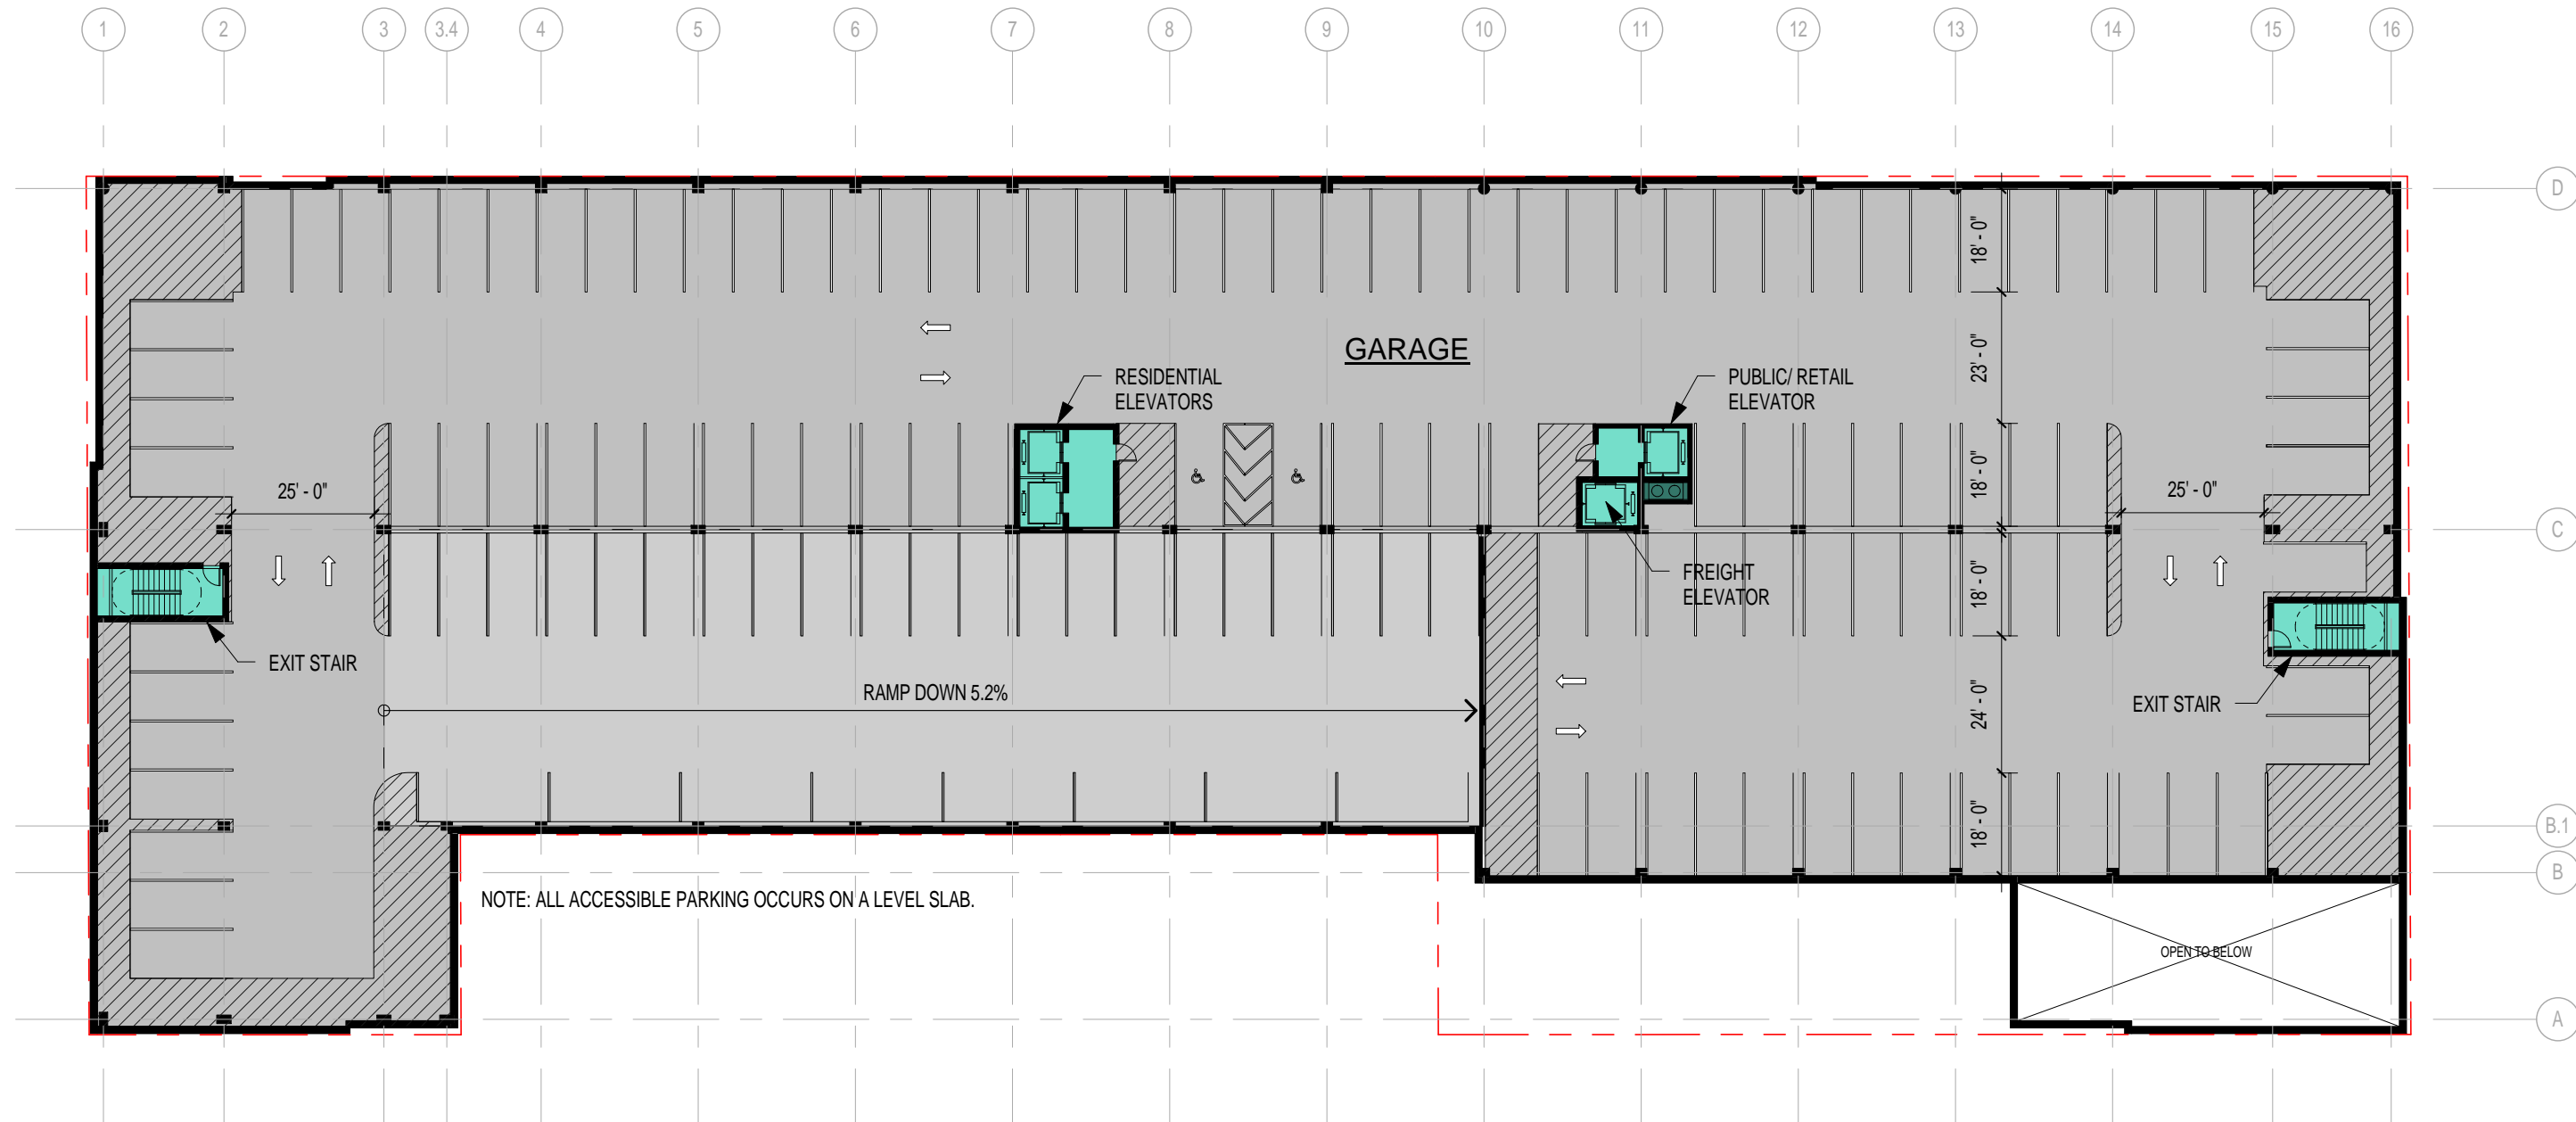 1 2 3 3.4 4 5 6 7 8 9 10 11 12 13 14 15 16
D
18' - 0"
GARAGE
23' - 0"
RESIDENTIAL
ELEVATORS
PUBLIC/ RETAIL
ELEVATOR
18' - 0"
25' - 0"
25' - 0"
C
FREIGHT
ELEVATOR
18' - 0"
EXIT STAIR
RAMP DOWN 5.2%
24' - 0"
EXIT STAIR
18' - 0"
B.1
B
NOTE: ALL ACCESSIBLE PARKING OCCURS ON A LEVEL SLAB.
OPEN TO BELOW
A